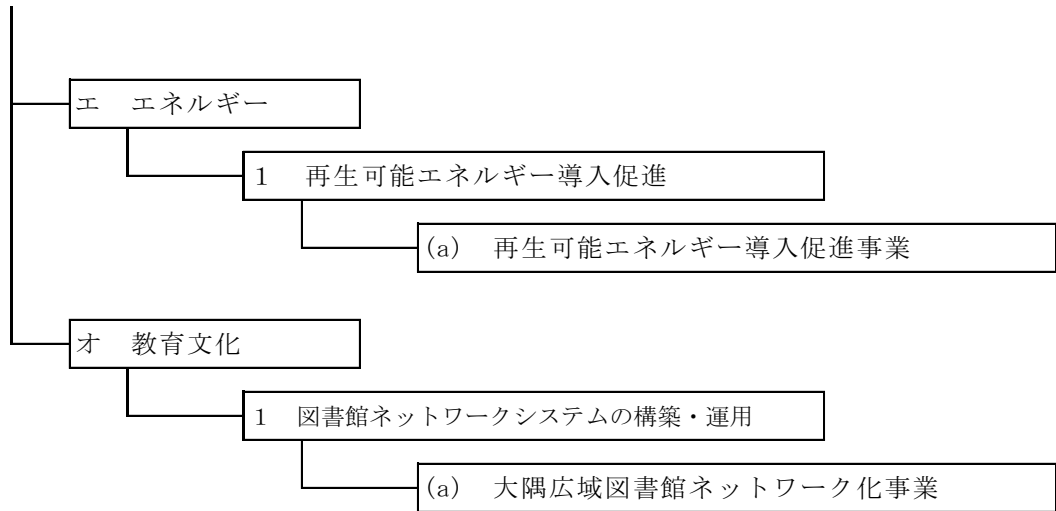 エ　エネルギー
1　再生可能エネルギー導入促進
(a)　再生可能エネルギー導入促進事業
オ　教育文化
1　図書館ネットワークシステムの構築・運用
(a)　大隅広域図書館ネットワーク化事業